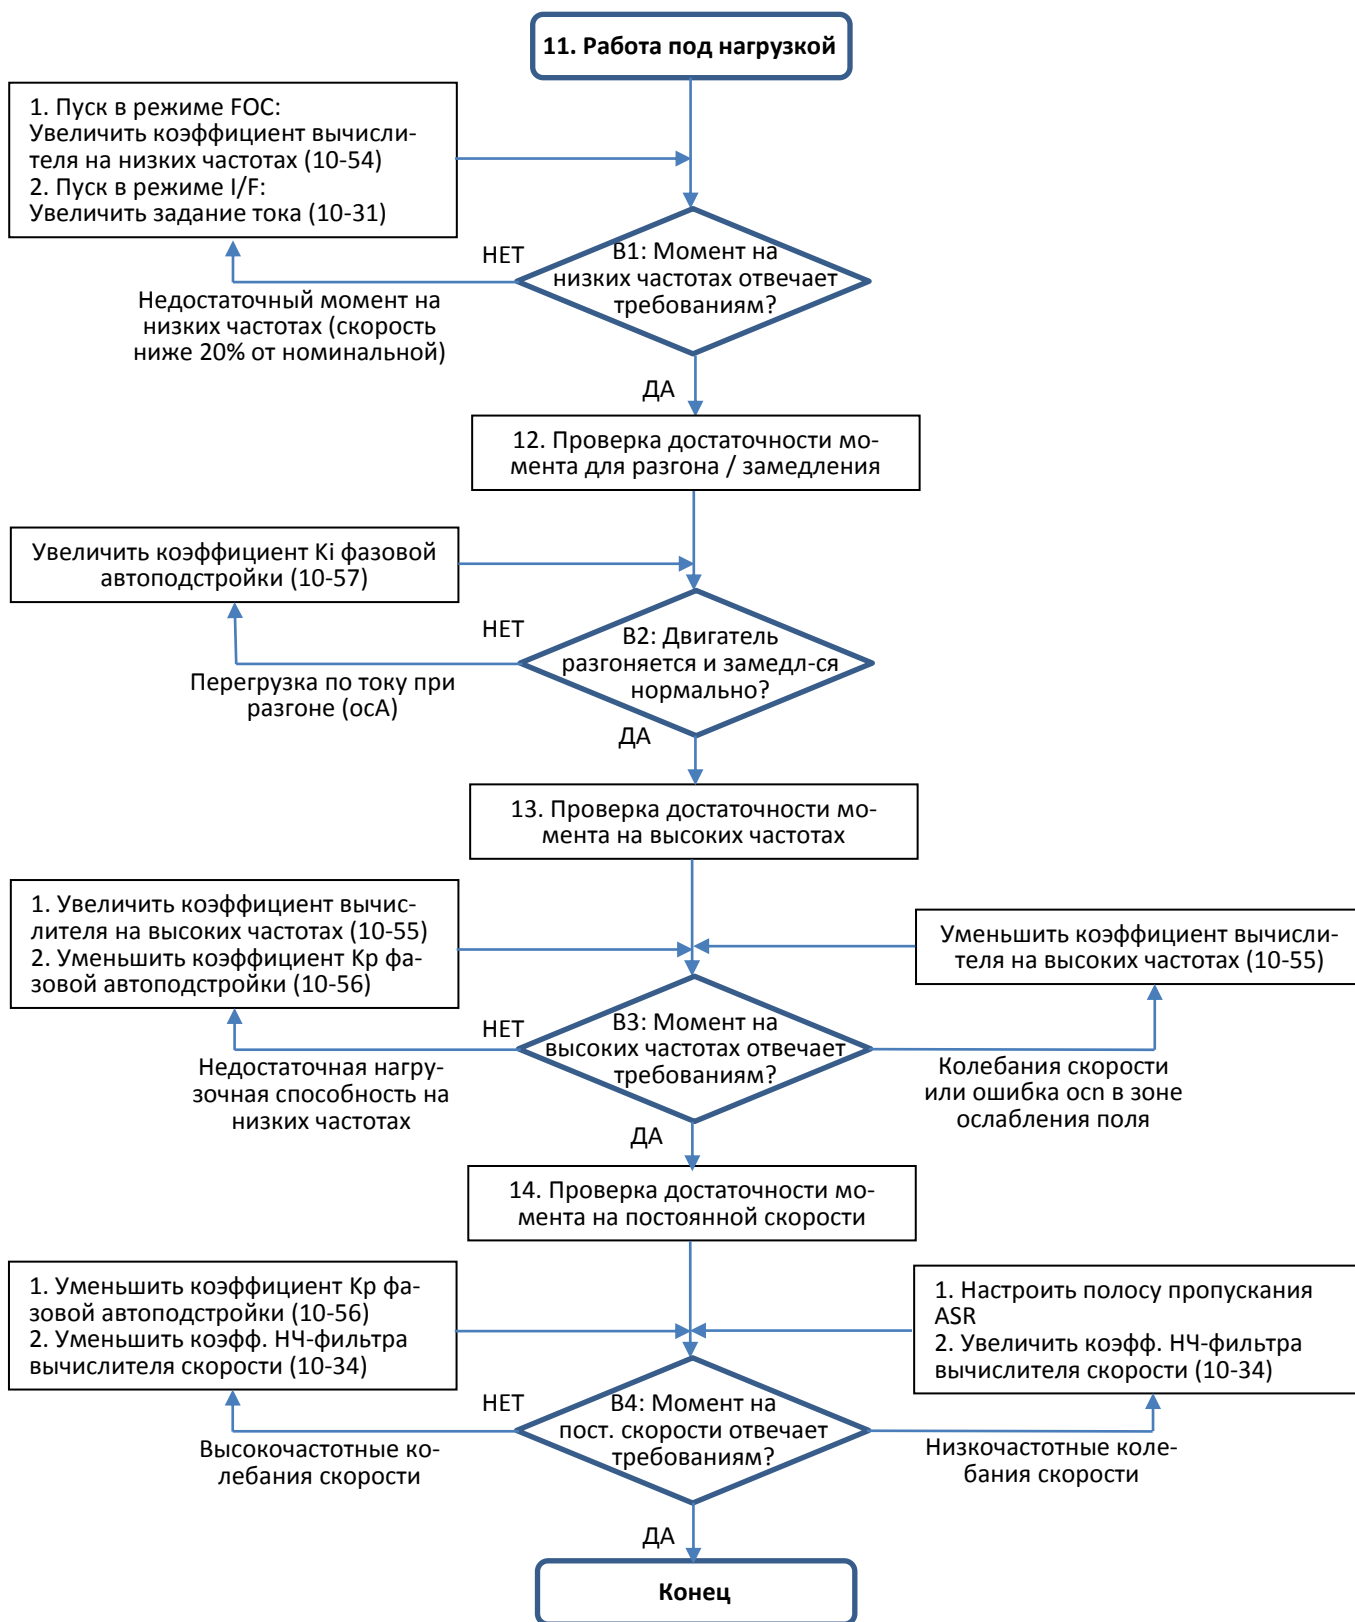 11. Работа под нагрузкой
1. Пуск в режиме FOC:
Увеличить коэффициент вычисли-
теля на низких частотах (10-54)
2. Пуск в режиме I/F:
Увеличить задание тока (10-31)
НЕТ
B1: Момент на
низких частотах отвечает
требованиям?
Недостаточный момент на
низких частотах (скорость
ниже 20% от номинальной)
ДА
12. Проверка достаточности мо-
мента для разгона / замедления
Увеличить коэффициент Ki фазовой
автоподстройки (10-57)
НЕТ
B2: Двигатель
разгоняется и замедл-ся
нормально?
Перегрузка по току при
разгоне (ocA)
ДА
13. Проверка достаточности мо-
мента на высоких частотах
1. Увеличить коэффициент вычис-
лителя на высоких частотах (10-55)
2. Уменьшить коэффициент Kp фа-
зовой автоподстройки (10-56)
Уменьшить коэффициент вычисли-
теля на высоких частотах (10-55)
НЕТ
B3: Момент на
высоких частотах отвечает
требованиям?
Недостаточная нагру-
зочная способность на
низких частотах
Колебания скорости
или ошибка ocn в зоне
ослабления поля
ДА
14. Проверка достаточности мо-
мента на постоянной скорости
1. Уменьшить коэффициент Kp фа-
зовой автоподстройки (10-56)
2. Уменьшить коэфф. НЧ-фильтра
вычислителя скорости (10-34)
1. Настроить полосу пропускания
ASR
2. Увеличить коэфф. НЧ-фильтра
вычислителя скорости (10-34)
НЕТ
B4: Момент на
пост. скорости отвечает
требованиям?
Высокочастотные ко-
лебания скорости
Низкочастотные коле-
бания скорости
ДА
Конец